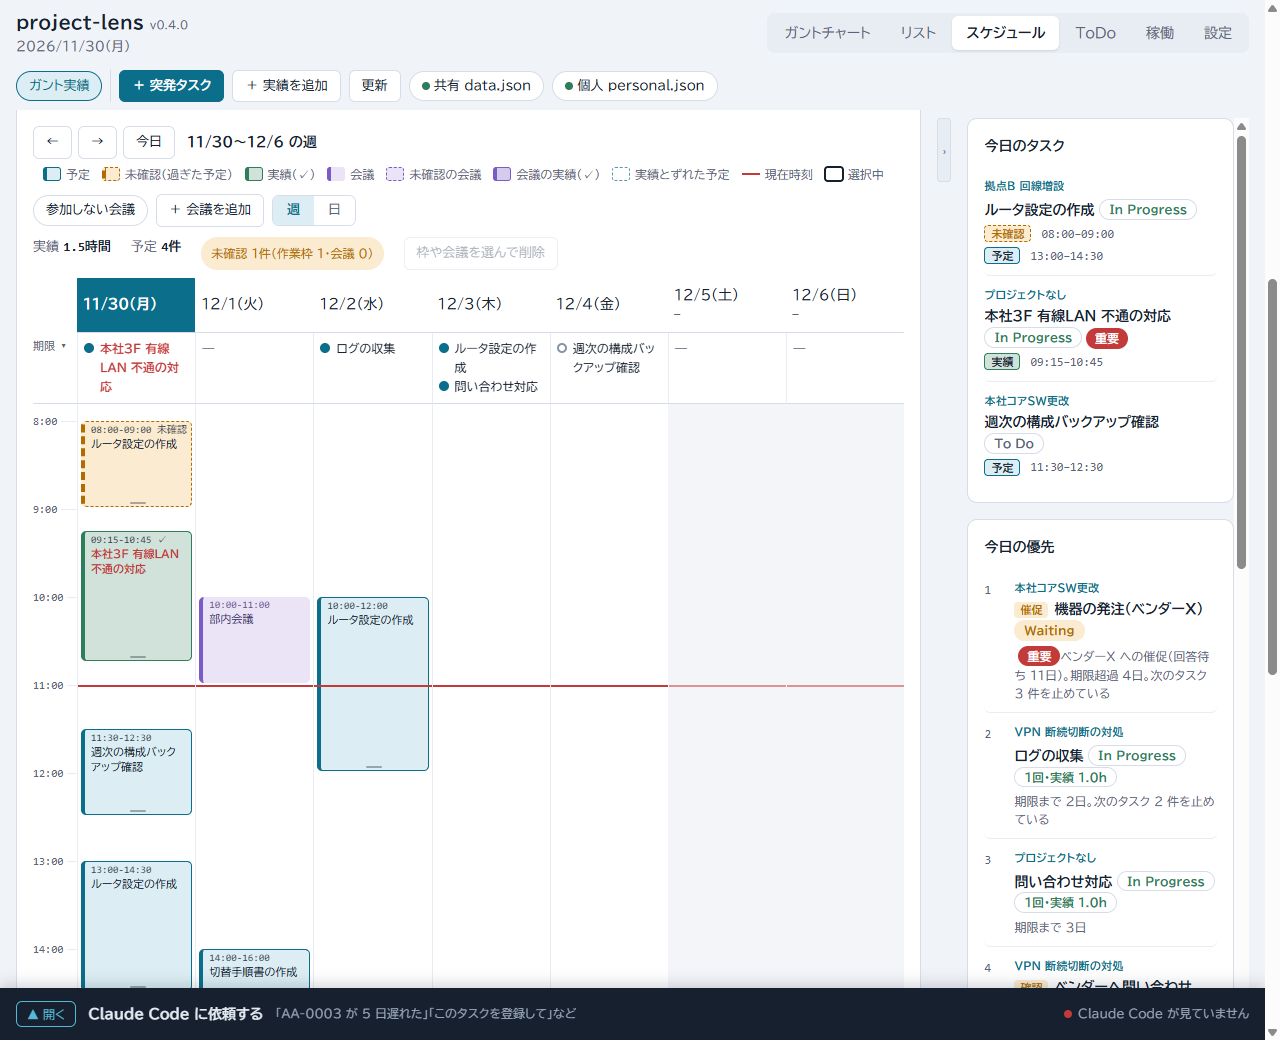 project-lens v0.4.0
2026/11/30(月)
ガントチャート リスト スケジュール ToDo 稼働 設定
ガント実績 ＋ 突発タスク ＋ 実績を追加 更新 共有 data.json 個人 personal.json
← → 今日 11/30〜12/6 の週
予定 未確認(過ぎた予定) 実績(✓) 会議 未確認の会議 会議の実績(✓) 実績とずれた予定 現在時刻 選択中
参加しない会議 ＋ 会議を追加 週 日
実績 1.5時間 予定 4件 未確認 1件(作業枠 1・会議 0) 枠や会議を選んで削除
11/30(月) 12/1(火) 12/2(水) 12/3(木) 12/4(金) 12/5(土) 12/6(日)
– –
期限 ▾
本社3F 有線
LAN 不通の対
応
—
ログの収集
ルータ設定の作
成
問い合わせ対応
週次の構成バッ
クアップ確認
—
—
8:00
08:00-09:00 未確認
ルータ設定の作成
9:00
09:15-10:45 ✓
本社3F 有線LAN
不通の対応
10:00
10:00-11:00
部内会議
10:00-12:00
ルータ設定の作成
11:00
11:30-12:30
週次の構成バック
アップ確認
12:00
13:00
13:00-14:30
ルータ設定の作成
14:00
14:00-16:00
切替手順書の作成
›
今日のタスク
拠点B 回線増設
ルータ設定の作成 In Progress
未確認 08:00-09:00
予定 13:00-14:30
プロジェクトなし
本社3F 有線LAN 不通の対応
In Progress 重要
実績 09:15-10:45
本社コアSW更改
週次の構成バックアップ確認
To Do
予定 11:30-12:30
今日の優先
1 本社コアSW更改
催促 機器の発注(ベンダーX)
Waiting
重要 ベンダーX への催促(回答待
ち 11日)。期限超過 4日。次のタスク
3 件を止めている
2 VPN 断続切断の対処
ログの収集 In Progress
1回・実績 1.0h
期限まで 2日。次のタスク 2 件を止め
ている
3 プロジェクトなし
問い合わせ対応 In Progress
1回・実績 1.0h
期限まで 3日
4 VPN 断続切断の対処
確認 ベンダーへ問い合わせ
▲ 開く Claude Code に依頼する 「AA-0003 が 5 日遅れた」「このタスクを登録して」など Claude Code が見ていません